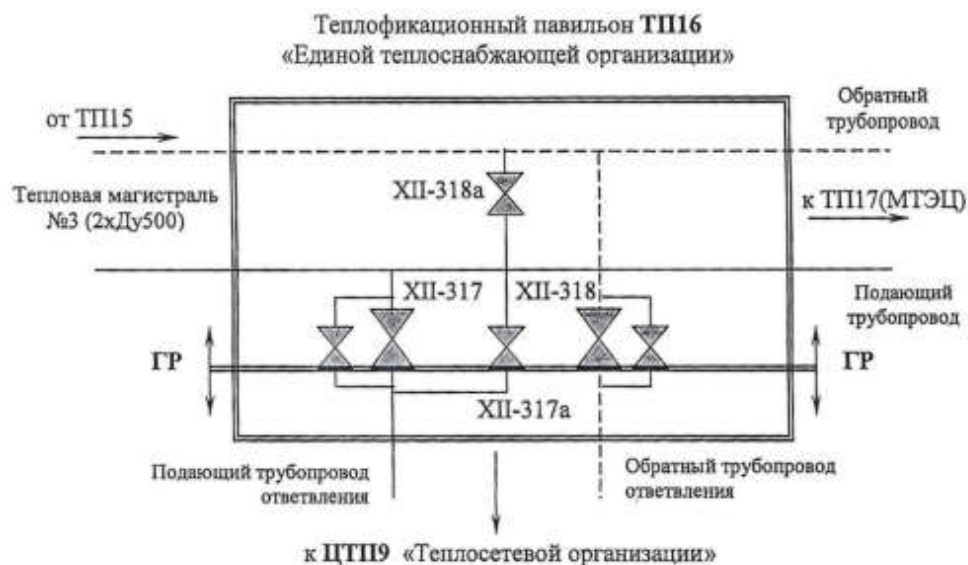 Теплофикационный павильон ТП16
«Единой теплоснабжающей организации»
от ТП15
Обратный
трубопровод
XII-318а
Тепловая магистраль
№3 (2хДу500)
к ТП17(МТЭЦ)
XII-317
XII-318
Подающий
трубопровод
ГР
ГР
XII-317а
Подающий трубопровод
ответвления
Обратный трубопровод
ответвления
к ЦТП9 «Теплосетевой организации»